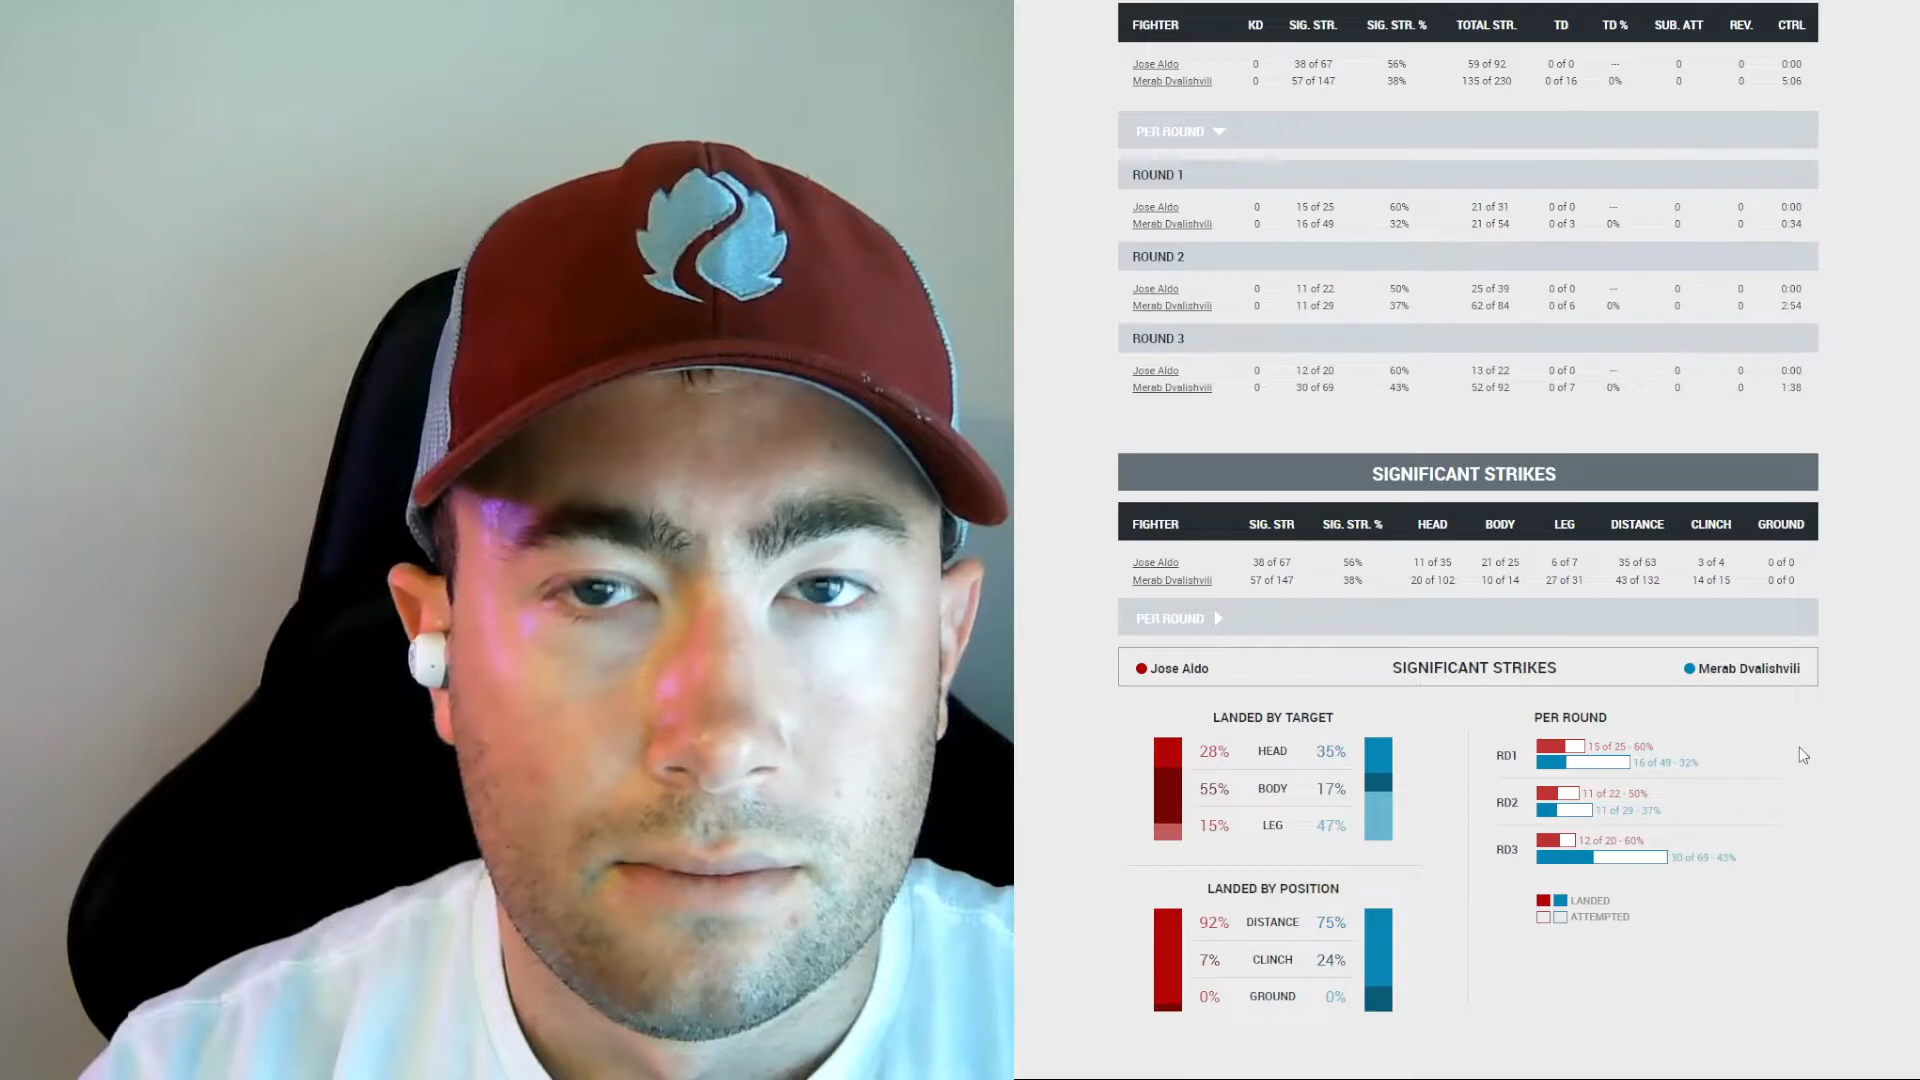 FIGHTER KD SIG. STR. SIG. STR. % TOTAL STR. TD TD % SUB. ATT REV. CTRL
Jose Aldo 0 38 of 67 56% 59 of 92 0 of 0 --- 0 0 0:00
Merab Dvalishvili 0 57 of 147 38% 135 of 230 0 of 16 0% 0 0 5:06
PER ROUND
ROUND 1
Jose Aldo 0 15 of 25 60% 21 of 31 0 of 0 --- 0 0 0:00
Merab Dvalishvili 0 16 of 49 32% 21 of 54 0 of 3 0% 0 0 0:34
ROUND 2
Jose Aldo 0 11 of 22 50% 25 of 39 0 of 0 --- 0 0 0:00
Merab Dvalishvili 0 11 of 29 37% 62 of 84 0 of 6 0% 0 0 2:54
ROUND 3
Jose Aldo 0 12 of 20 60% 13 of 22 0 of 0 --- 0 0 0:00
Merab Dvalishvili 0 30 of 69 43% 52 of 92 0 of 7 0% 0 0 1:38
SIGNIFICANT STRIKES
FIGHTER SIG. STR SIG. STR. % HEAD BODY LEG DISTANCE CLINCH GROUND
Jose Aldo 38 of 67 56% 11 of 35 21 of 25 6 of 7 35 of 63 3 of 4 0 of 0
Merab Dvalishvili 57 of 147 38% 20 of 102 10 of 14 27 of 31 43 of 132 14 of 15 0 of 0
PER ROUND
Jose Aldo SIGNIFICANT STRIKES Merab Dvalishvili
LANDED BY TARGET
28% HEAD 35%
55% BODY 17%
15% LEG 47%
LANDED BY POSITION
92% DISTANCE 75%
7% CLINCH 24%
0% GROUND 0%
PER ROUND
RD1
15 of 25 - 60%
16 of 49 - 32%
RD2
11 of 22 - 50%
11 of 29 - 37%
RD3
12 of 20 - 60%
30 of 69 - 43%
LANDED
ATTEMPTED